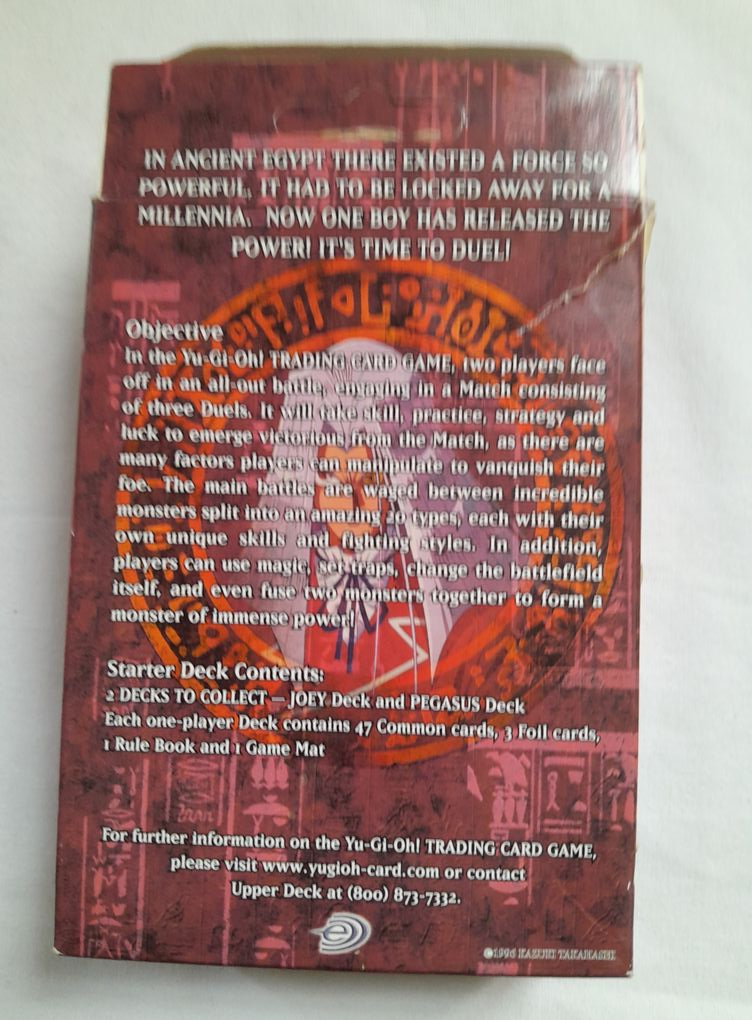 IN ANCIENT EGYPT THERE EXISTED A FORCE SO
POWERFUL, IT HAD TO BE LOCKED AWAY FOR A
MILLENNIA. NOW ONE BOY HAS RELEASED THE
POWER! IT'S TIME TO DUEL!
Objective
In the Yu-Gi-Oh! TRADING CARD GAME, two players face
off in an all-out battle, engaging in a Match consisting
of three Duels. It will take skill, practice, strategy and
luck to emerge victorious from the Match, as there are
many factors players can manipulate to vanquish their
foe. The main battles are waged between incredible
monsters split into an amazing 20 types, each with their
own unique skills and fighting styles. In addition,
players can use magic, set traps, change the battlefield
itself, and even fuse two monsters together to form a
monster of immense power!
Starter Deck Contents:
2 DECKS TO COLLECT — JOEY Deck and PEGASUS Deck
Each one-player Deck contains 47 Common cards, 3 Foil cards,
1 Rule Book and 1 Game Mat
For further information on the Yu-Gi-Oh! TRADING CARD GAME,
please visit www.yugioh-card.com or contact
Upper Deck at (800) 873-7332.
©1996 KAZUKI TAKAHASHI